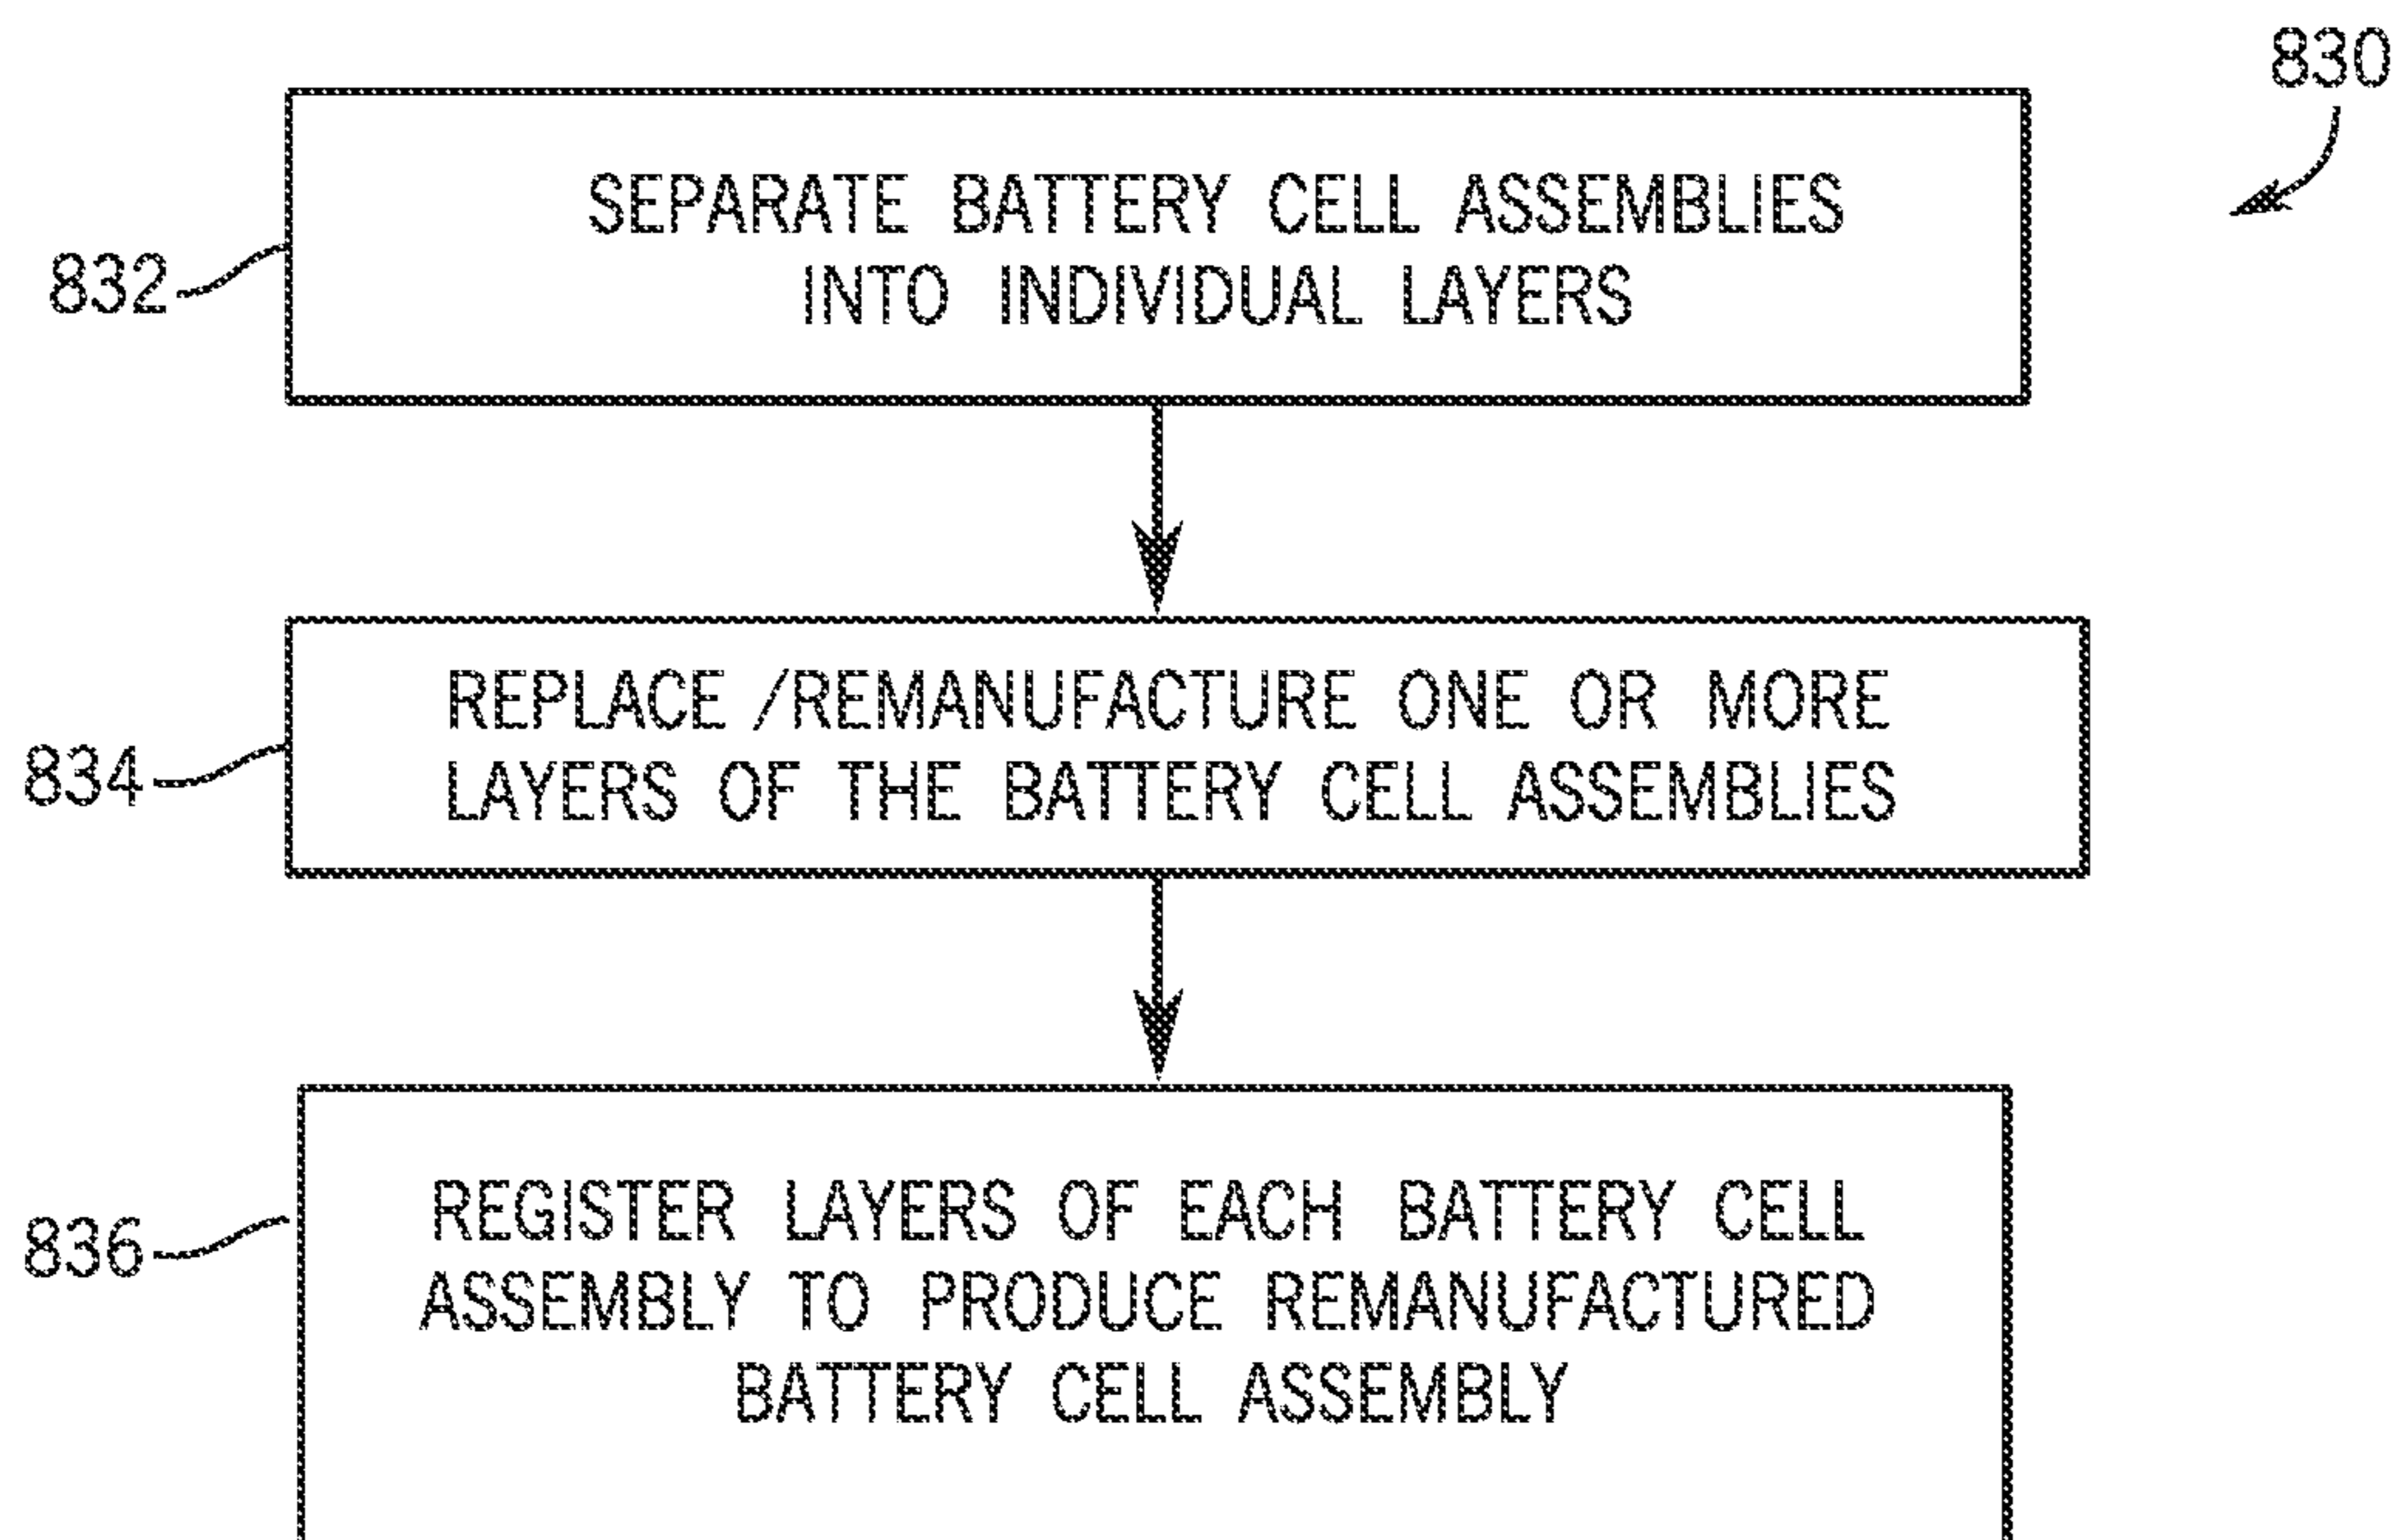 830
SEPARATE BATTERY CELL ASSEMBLIES
INTO INDIVIDUAL LAYERS
832
REPLACE /REMANUFACTURE ONE OR MORE
LAYERS OF THE BATTERY CELL ASSEMBLIES
834
REGISTER LAYERS OF EACH BATTERY CELL
ASSEMBLY TO PRODUCE REMANUFACTURED
BATTERY CELL ASSEMBLY
836